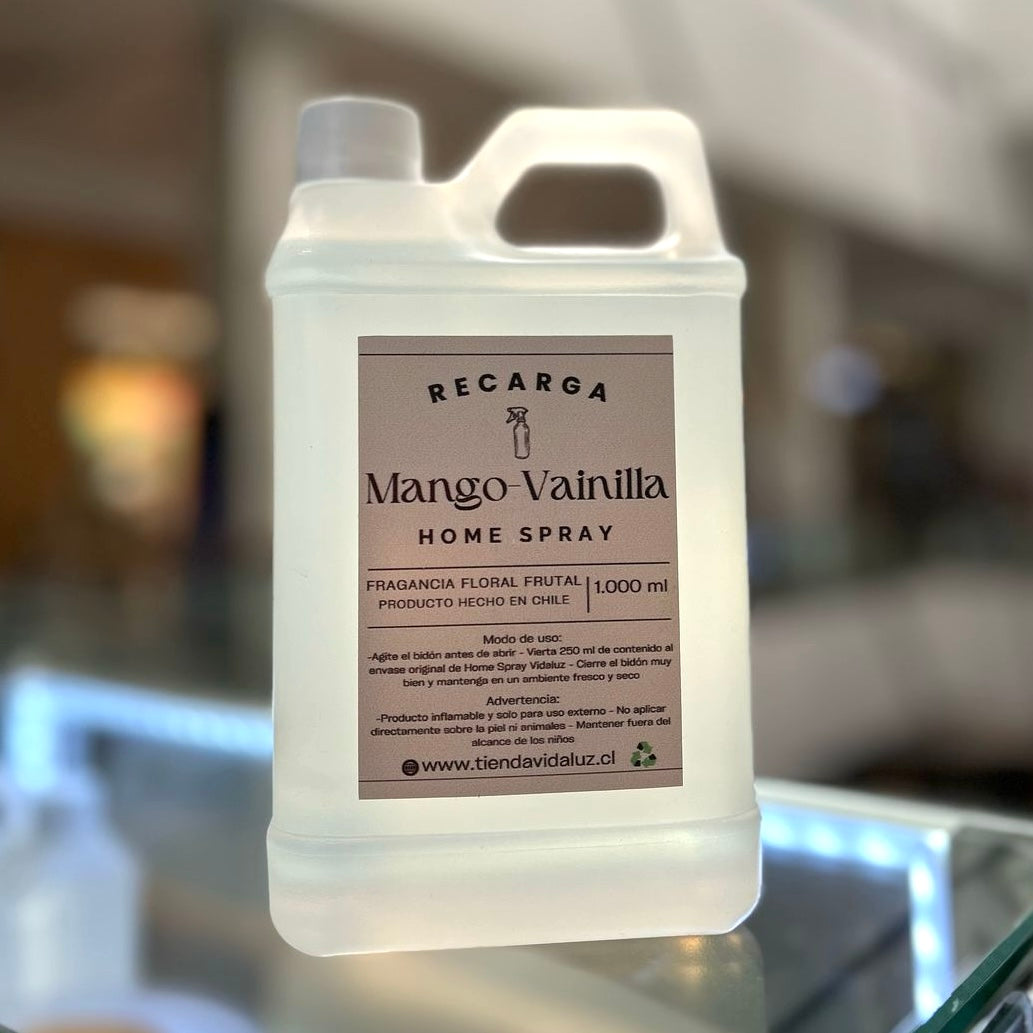 RECARGA
Mango-Vainilla
HOME SPRAY
FRAGANCIA FLORAL FRUTAL
PRODUCTO HECHO EN CHILE
1.000 ml
Modo de uso:
-Agite el bidón antes de abrir - Vierta 250 ml de contenido al
envase original de Home Spray Vidaluz - Cierre el bidón muy
bien y mantenga en un ambiente fresco y seco
Advertencia:
-Producto inflamable y solo para uso externo - No aplicar
directamente sobre la piel ni animales - Mantener fuera del
alcance de los niños
www.tiendavidaluz.cl